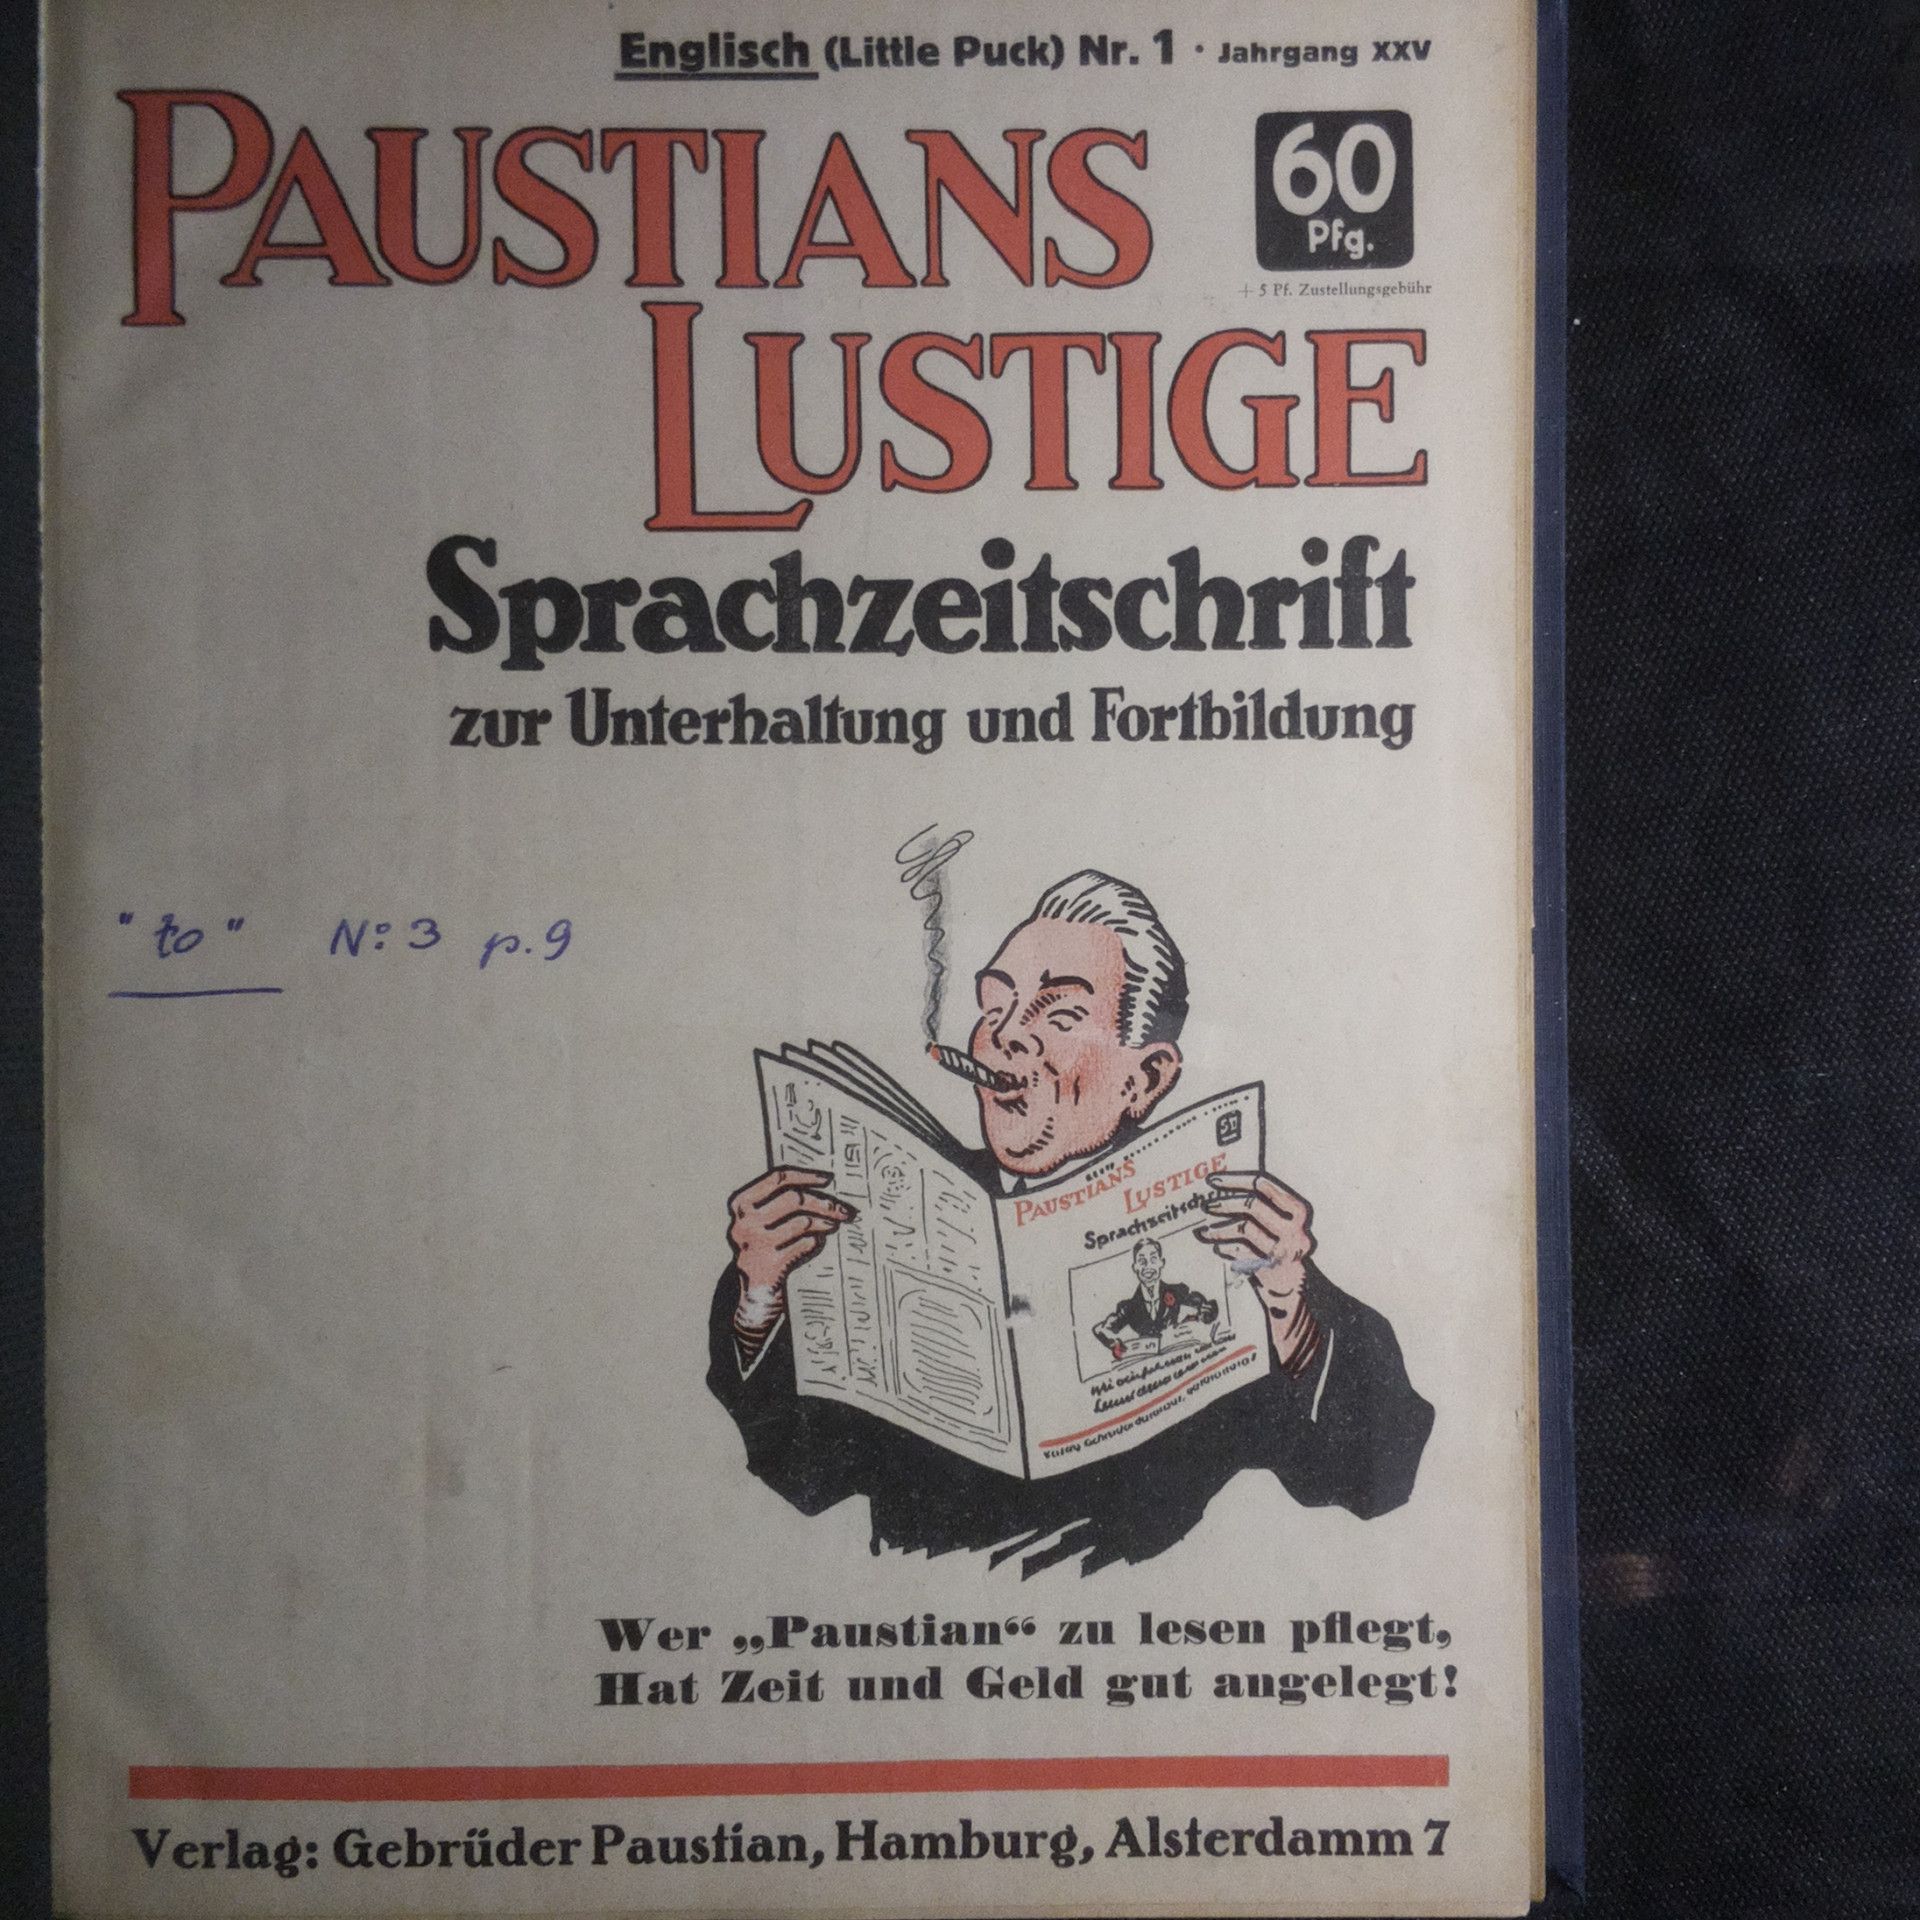 Englisch (Little Puck) Nr. 1 · Jahrgang XXV
PAUSTIANS
60
Pfg.
+ 5 Pf. Zustellungsgebühr
LUSTIGE
Sprachzeitschrift
zur Unterhaltung und Fortbildung
"to" No: 3 p. 9
PAUSTIANS
LUSTIGE
Wer „Paustian“ zu lesen pflegt,
Hat Zeit und Geld gut angelegt!
Verlag: Gebrüder Paustian, Hamburg, Alsterdamm 7